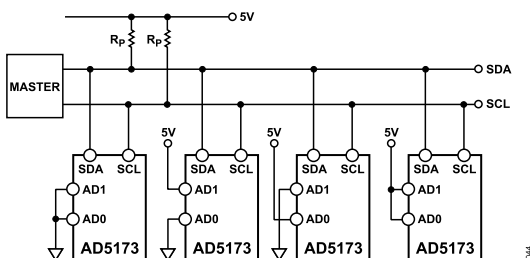 5V
RP RP
SDA
MASTER
SCL
5V 5V 5V
SDA SCL SDA SCL SDA SCL SDA SCL
AD1 AD1 AD1 AD1
AD0 AD0 AD0 AD0
AD5173 AD5173 AD5173 AD5173